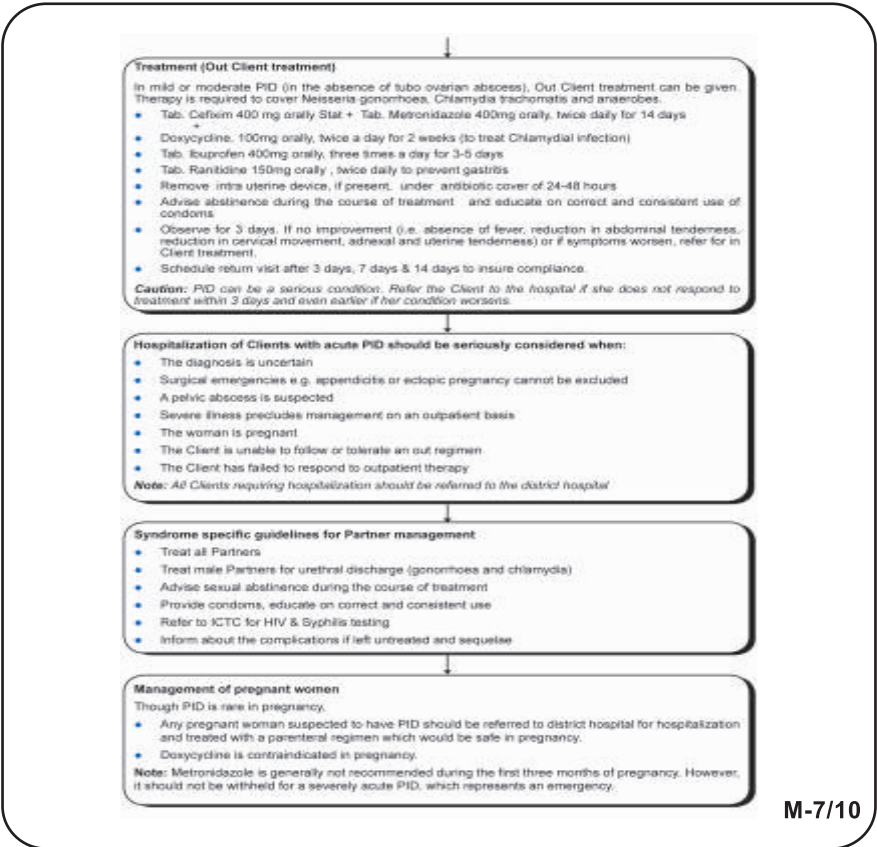 Treatment (Out Client treatment)
In mild or moderate PID (in the absence of tubo ovarian abscess), Out Client treatment can be given.
Therapy is required to cover Neisseria gonorrhoea, Chlamydia trachomatis and anaerobes.
• Tab. Cefixim 400 mg orally Stat + Tab. Metronidazole 400mg orally, twice daily for 14 days
+
• Doxycycline, 100mg orally, twice a day for 2 weeks (to treat Chlamydial infection)
• Tab. Ibuprofen 400mg orally, three times a day for 3-5 days
• Tab. Ranitidine 150mg orally , twice daily to prevent gastritis
• Remove intra uterine device, if present, under antibiotic cover of 24-48 hours
• Advise abstinence during the course of treatment and educate on correct and consistent use of
condoms
• Observe for 3 days. If no improvement (i.e. absence of fever, reduction in abdominal tenderness,
reduction in cervical movement, adnexal and uterine tenderness) or if symptoms worsen, refer for in
Client treatment.
• Schedule return visit after 3 days, 7 days & 14 days to insure compliance.
Caution: PID can be a serious condition. Refer the Client to the hospital if she does not respond to
treatment within 3 days and even earlier if her condition worsens.
Hospitalization of Clients with acute PID should be seriously considered when:
• The diagnosis is uncertain
• Surgical emergencies e.g. appendicitis or ectopic pregnancy cannot be excluded
• A pelvic abscess is suspected
• Severe illness precludes management on an outpatient basis
• The woman is pregnant
• The Client is unable to follow or tolerate an out regimen
• The Client has failed to respond to outpatient therapy
Note: All Clients requiring hospitalization should be referred to the district hospital
Syndrome specific guidelines for Partner management
• Treat all Partners
• Treat male Partners for urethral discharge (gonorrhoea and chlamydia)
• Advise sexual abstinence during the course of treatment
• Provide condoms, educate on correct and consistent use
• Refer to ICTC for HIV & Syphilis testing
• Inform about the complications if left untreated and sequelae
Management of pregnant women
Though PID is rare in pregnancy,
• Any pregnant woman suspected to have PID should be referred to district hospital for hospitalization
and treated with a parenteral regimen which would be safe in pregnancy.
• Doxycycline is contraindicated in pregnancy.
Note: Metronidazole is generally not recommended during the first three months of pregnancy. However,
it should not be withheld for a severely acute PID, which represents an emergency.
M-7/10